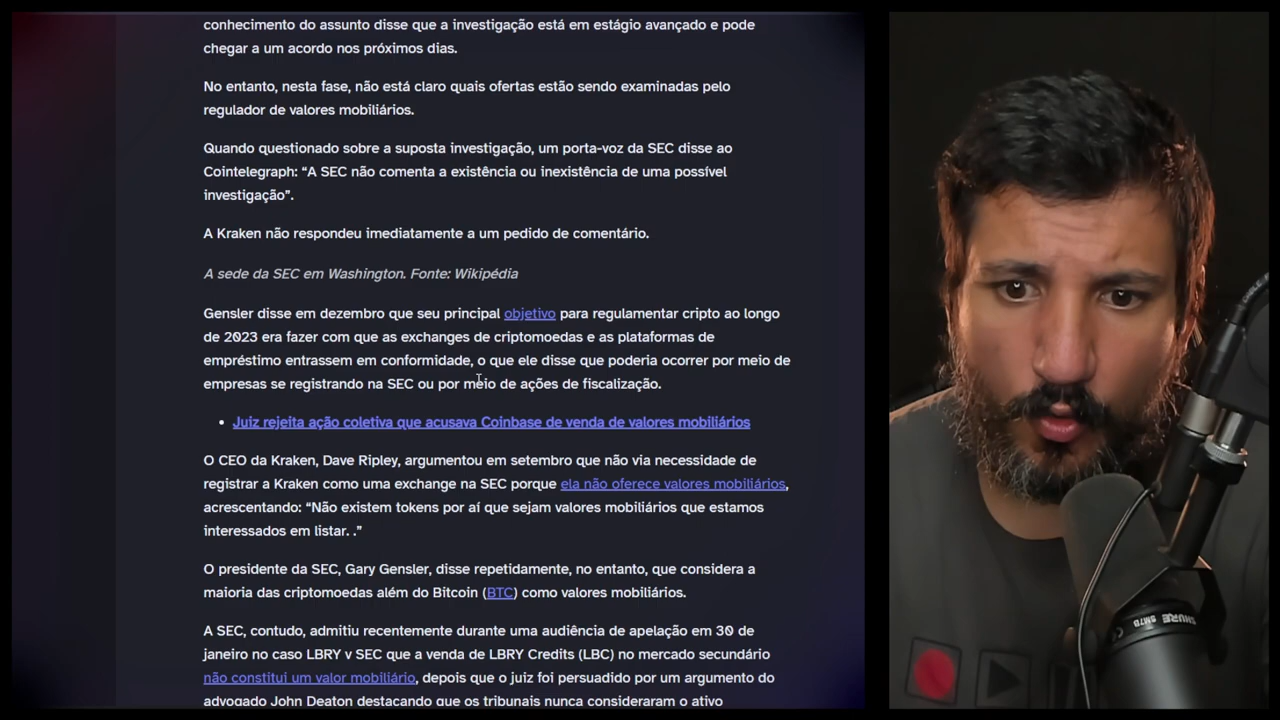 conhecimento do assunto disse que a investigação está em estágio avançado e pode
chegar a um acordo nos próximos dias.
No entanto, nesta fase, não está claro quais ofertas estão sendo examinadas pelo
regulador de valores mobiliários.
Quando questionado sobre a suposta investigação, um porta-voz da SEC disse ao
Cointelegraph: “A SEC não comenta a existência ou inexistência de uma possível
investigação”.
A Kraken não respondeu imediatamente a um pedido de comentário.
A sede da SEC em Washington. Fonte: Wikipédia
Gensler disse em dezembro que seu principal objetivo para regulamentar cripto ao longo
de 2023 era fazer com que as exchanges de criptomoedas e as plataformas de
empréstimo entrassem em conformidade, o que ele disse que poderia ocorrer por meio de
empresas se registrando na SEC ou por meio de ações de fiscalização.
• Juiz rejeita ação coletiva que acusava Coinbase de venda de valores mobiliários
O CEO da Kraken, Dave Ripley, argumentou em setembro que não via necessidade de
registrar a Kraken como uma exchange na SEC porque ela não oferece valores mobiliários,
acrescentando: “Não existem tokens por aí que sejam valores mobiliários que estamos
interessados em listar. .”
O presidente da SEC, Gary Gensler, disse repetidamente, no entanto, que considera a
maioria das criptomoedas além do Bitcoin (BTC) como valores mobiliários.
A SEC, contudo, admitiu recentemente durante uma audiência de apelação em 30 de
janeiro no caso LBRY v SEC que a venda de LBRY Credits (LBC) no mercado secundário
não constitui um valor mobiliário, depois que o juiz foi persuadido por um argumento do
advogado John Deaton destacando que os tribunais nunca consideraram o ativo
SHURE SM7B